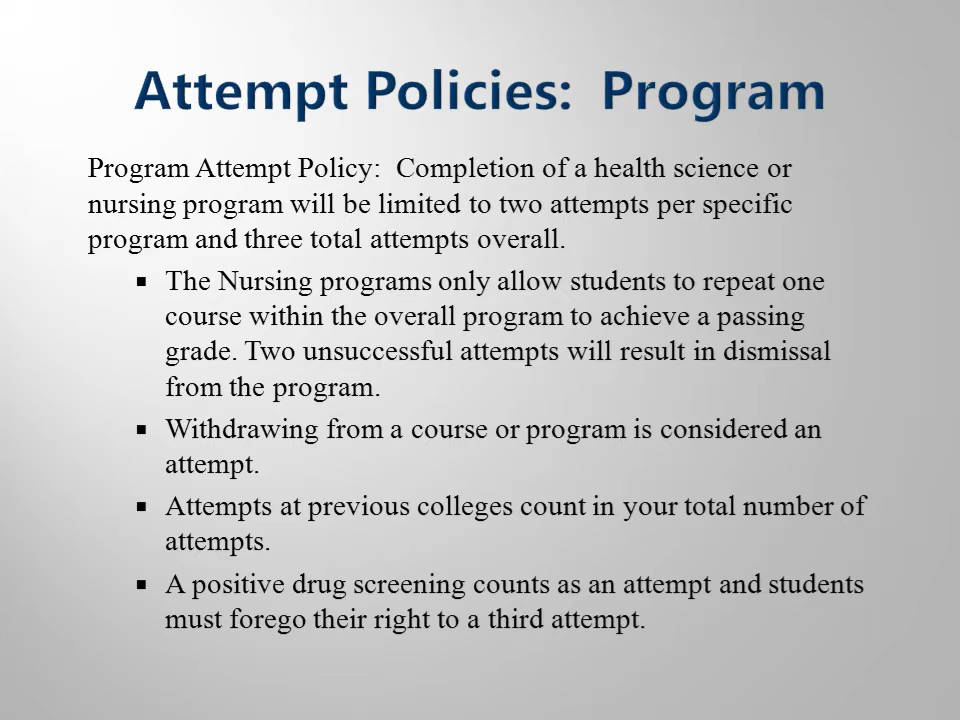 Attempt Policies:  Program
Program Attempt Policy:  Completion of a health science or
nursing program will be limited to two attempts per specific
program and three total attempts overall.
▪ The Nursing programs only allow students to repeat one
course within the overall program to achieve a passing
grade. Two unsuccessful attempts will result in dismissal
from the program.
▪ Withdrawing from a course or program is considered an
attempt.
▪ Attempts at previous colleges count in your total number of
attempts.
▪ A positive drug screening counts as an attempt and students
must forego their right to a third attempt.